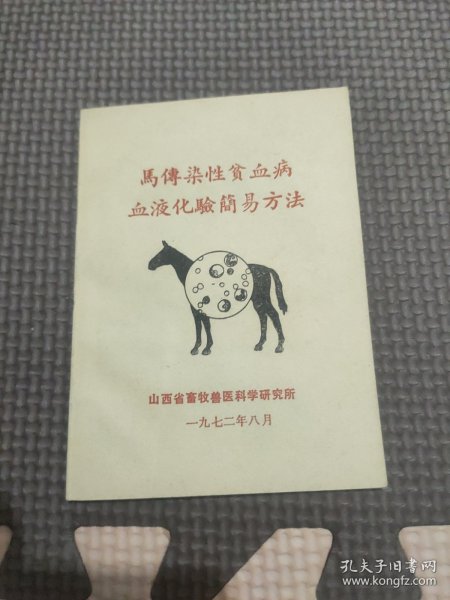 馬傳染性貧血病
血液化驗簡易方法
山西省畜牧兽医科学研究所
一九七二年八月
孔夫子旧书网
www.kongfz.com